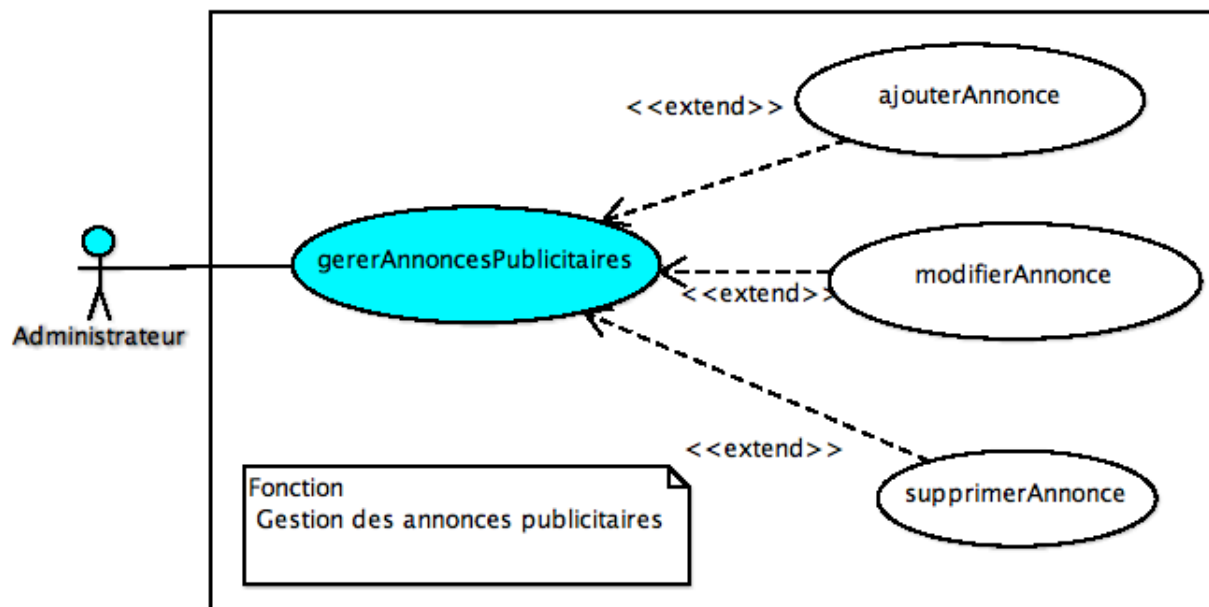 ajouterAnnonce
<<extend>>
gererAnnoncesPublicitaires
modifierAnnonce
<<extend>>
Administrateur
<<extend>>
supprimerAnnonce
Fonction
Gestion des annonces publicitaires